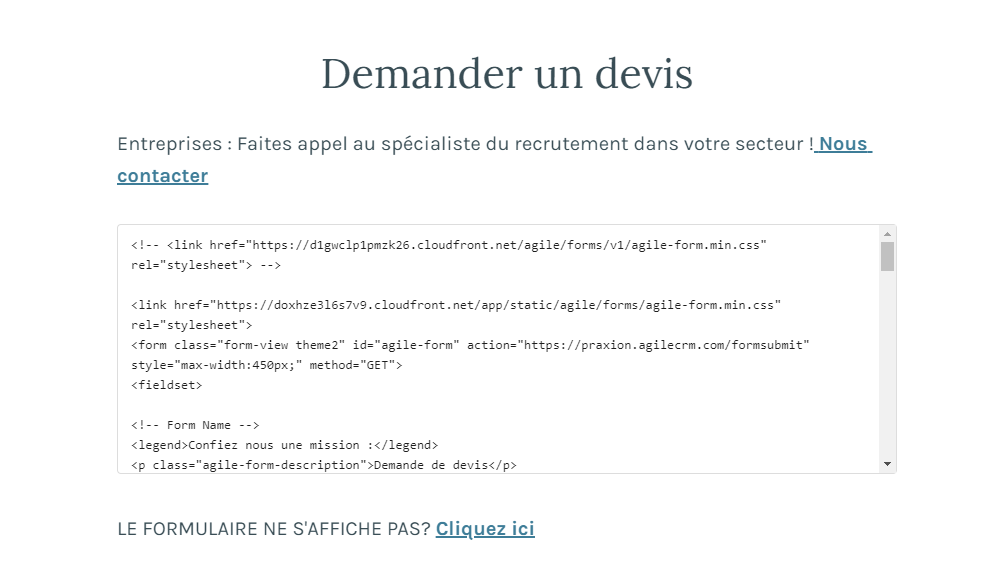 Demander un devis
Entreprises : Faites appel au spécialiste du recrutement dans votre secteur ! Nous
contacter
<!-- <link href="https://d1gwclp1pmzk26.cloudfront.net/agile/forms/v1/agile-form.min.css"
rel="stylesheet"> -->
<link href="https://doxhze3l6s7v9.cloudfront.net/app/static/agile/forms/agile-form.min.css"
rel="stylesheet">
<form class="form-view theme2" id="agile-form" action="https://praxion.agilecrm.com/formsubmit"
style="max-width:450px;" method="GET">
<fieldset>
<!-- Form Name -->
<legend>Confiez nous une mission :</legend>
<p class="agile-form-description">Demande de devis</p>
LE FORMULAIRE NE S'AFFICHE PAS? Cliquez ici